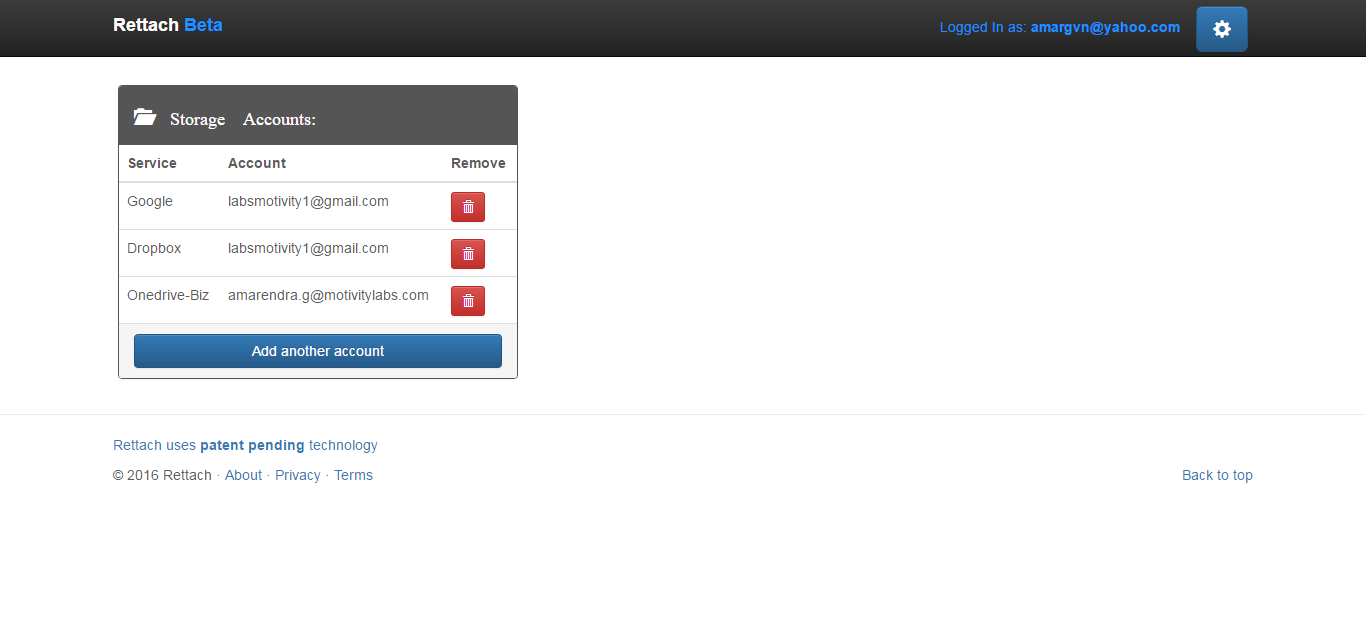 Rettach Beta
Logged In as: amargvn@yahoo.com
Storage Accounts:
Service Account Remove
Google labsmotivity1@gmail.com
Dropbox labsmotivity1@gmail.com
Onedrive-Biz amarendra.g@motivitylabs.com
Add another account
Rettach uses patent pending technology
© 2016 Rettach · About · Privacy · Terms
Back to top